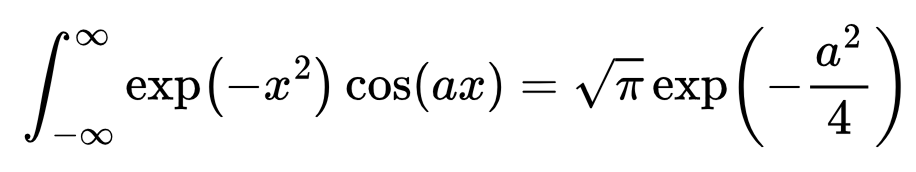 ∫_{-∞}^{∞} exp(−x²) cos(ax) = √π exp(−a²/4)